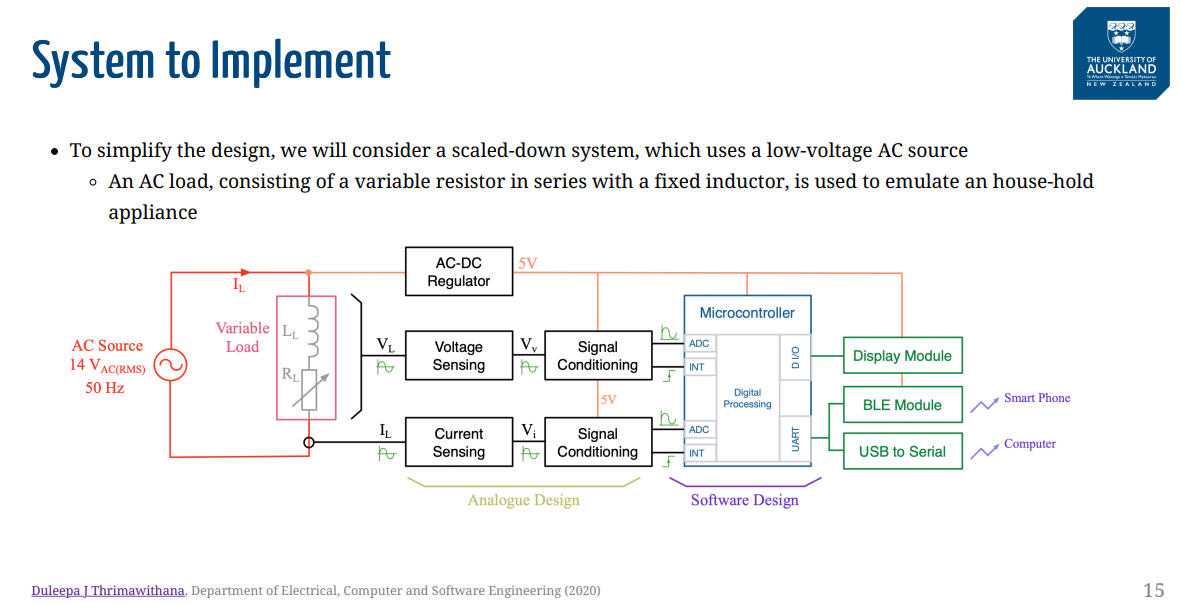 System to Implement
THE UNIVERSITY OF
AUCKLAND
Te Whare Wānanga o Tāmaki Makaurau
NEW ZEALAND
• To simplify the design, we will consider a scaled-down system, which uses a low-voltage AC source
◦ An AC load, consisting of a variable resistor in series with a fixed inductor, is used to emulate an house-hold
appliance
AC-DC
Regulator
5V
I_L
Microcontroller
Variable
Load
L_L
R_L
AC Source
14 V_AC(RMS)
50 Hz
V_L
Voltage
Sensing
V_v
Signal
Conditioning
ADC
INT
D I/O
Display Module
Digital
Processing
5V
BLE Module
Smart Phone
I_L
Current
Sensing
V_i
Signal
Conditioning
ADC
INT
UART
USB to Serial
Computer
Analogue Design
Software Design
Duleepa J Thrimawithana, Department of Electrical, Computer and Software Engineering (2020)
15